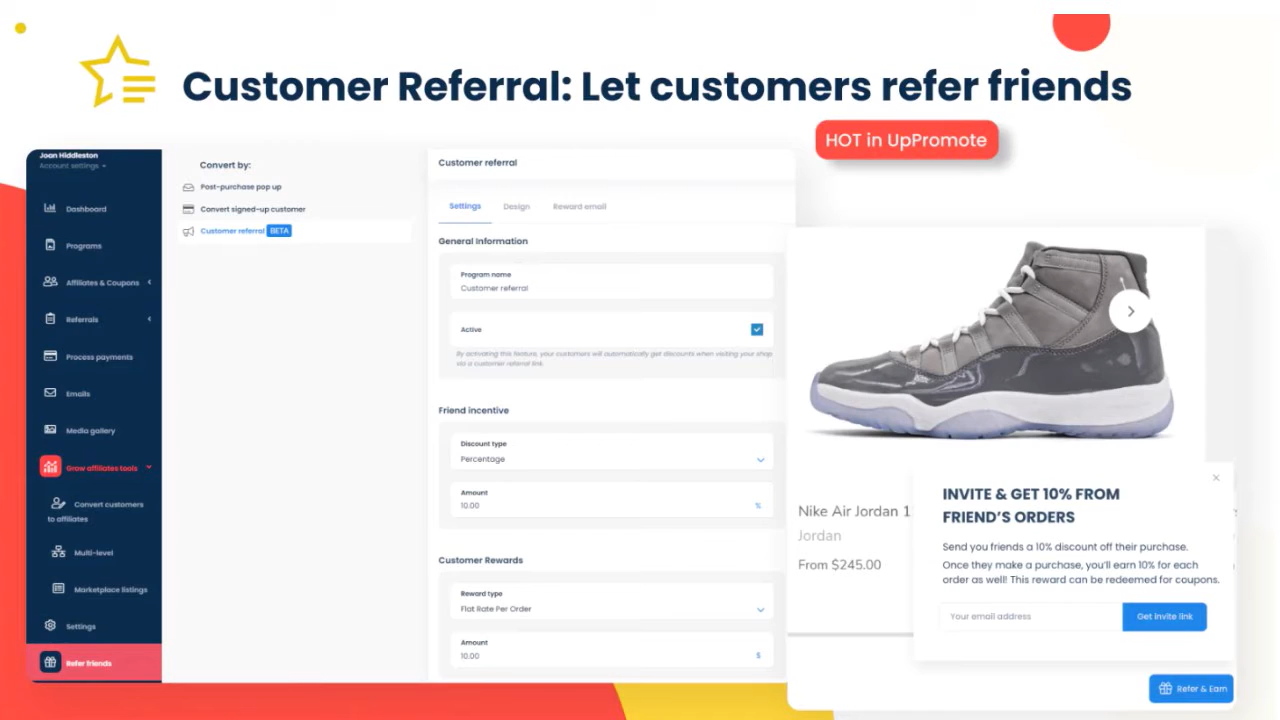 Customer Referral: Let customers refer friends
HOT in UpPromote
Joan Hiddleston
Account settings
Dashboard
Programs
Affiliates & Coupons
Referrals
Process payments
Emails
Media gallery
Grow affiliates tools
Convert customers
to affiliates
Multi-level
Marketplace listings
Settings
Refer friends
Convert by:
Post-purchase pop up
Convert signed-up customer
Customer referral BETA
Customer referral
Settings Design Reward email
General Information
Program name
Customer referral
Active
By activating this feature, your customers will automatically get discounts when visiting your shop
via a customer referral link.
Friend incentive
Discount type
Percentage
Amount
10.00 %
Customer Rewards
Reward type
Flat Rate Per Order
Amount
10.00 $
Nike Air Jordan 1
Jordan
From $245.00
INVITE & GET 10% FROM
FRIEND'S ORDERS
Send you friends a 10% discount off their purchase.
Once they make a purchase, you'll earn 10% for each
order as well! This reward can be redeemed for coupons.
Your email address
Get invite link
Refer & Earn